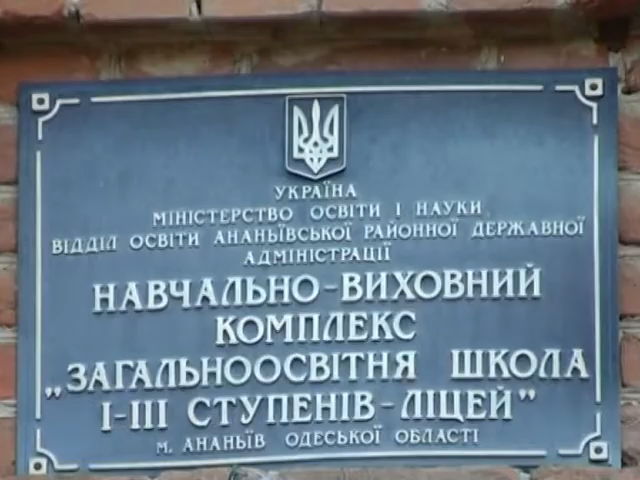 УКРАЇНА
МІНІСТЕРСТВО ОСВІТИ І НАУКИ
ВІДДІЛ ОСВІТИ АНАНЬЇВСЬКОЇ РАЙОННОЇ ДЕРЖАВНОЇ
АДМІНІСТРАЦІЇ
НАВЧАЛЬНО-ВИХОВНИЙ
КОМПЛЕКС
„ЗАГАЛЬНООСВІТНЯ ШКОЛА
І-ІІІ СТУПЕНІВ-ЛІЦЕЙ”
м. АНАНЬЇВ ОДЕСЬКОЇ ОБЛАСТІ